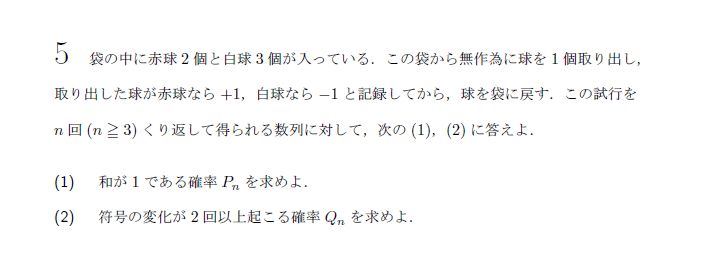 5 袋の中に赤球 2 個と白球 3 個が入っている．この袋から無作為に球を 1 個取り出し，
取り出した球が赤球なら +1，白球なら −1 と記録してから，球を袋に戻す．この試行を
n 回 (n ≧ 3) くり返して得られる数列に対して，次の (1)，(2) に答えよ．
(1) 和が 1 である確率 Pn を求めよ．
(2) 符号の変化が 2 回以上起こる確率 Qn を求めよ．